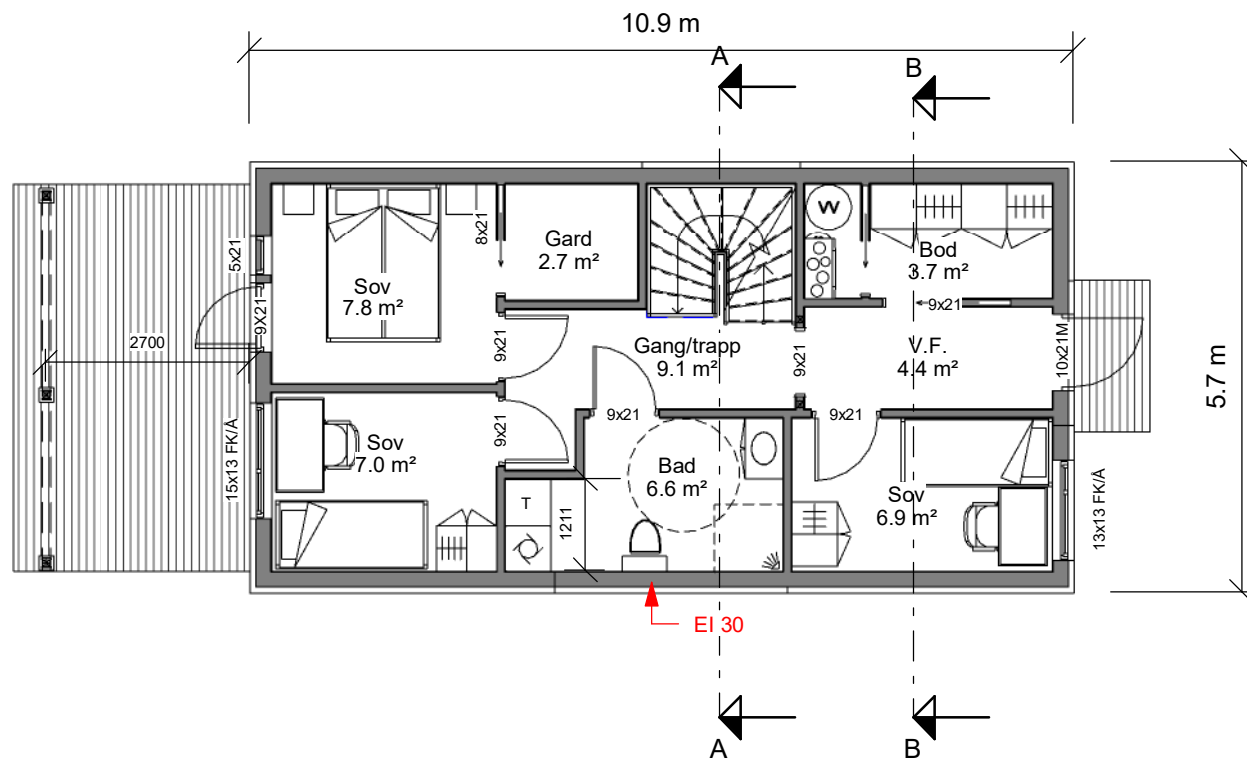 10.9 m
A
B
5.7 m
8x21
Gard
2.7 m²
Bod
3.7 m²
5x21
Sov
7.8 m²
9X21
9x21
2700
9x21
Gang/trapp
9.1 m²
9x21
V.F.
4.4 m²
10x21M
9x21
9x21
9x21
15x13 FK/Å
Sov
7.0 m²
Bad
6.6 m²
Sov
6.9 m²
13x13 FK/Å
T
1211
EI 30
A
B